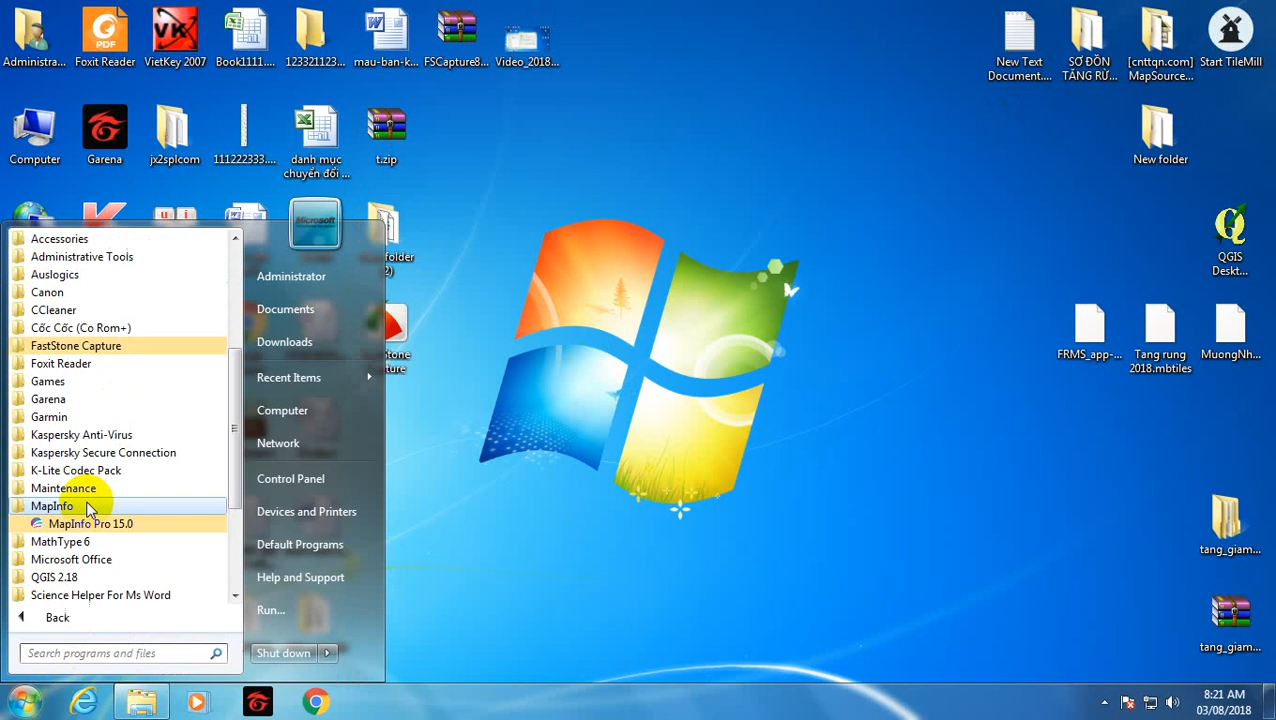 Administra...
Foxit Reader
VietKey 2007
Book1111....
123321123...
mau-ban-k...
FSCapture8...
Video_2018...
New Text
Document....
SƠ ĐỒN
TĂNG RỪ...
[cnttqn.com]
MapSource...
Start TileMill
PDF
VK
Computer
Garena
jx2splcom
111222333....
danh mục
chuyển đổi ...
t.zip
New folder
Microsoft
Accessories
Administrative Tools
Auslogics
Canon
CCleaner
Cốc Cốc (Co Rom+)
FastStone Capture
Foxit Reader
Games
Garena
Garmin
Kaspersky Anti-Virus
Kaspersky Secure Connection
K-Lite Codec Pack
Maintenance
MapInfo
MapInfo Pro 15.0
MathType 6
Microsoft Office
QGIS 2.18
Science Helper For Ms Word
Back
Search programs and files
Administrator
Documents
Downloads
Recent Items
Computer
Network
Control Panel
Devices and Printers
Default Programs
Help and Support
Run...
Shut down
QGIS
Deskt...
FRMS_app-...
Tang rung
2018.mbtiles
MuongNh...
tang_giam...
tang_giam...
8:21 AM
03/08/2018